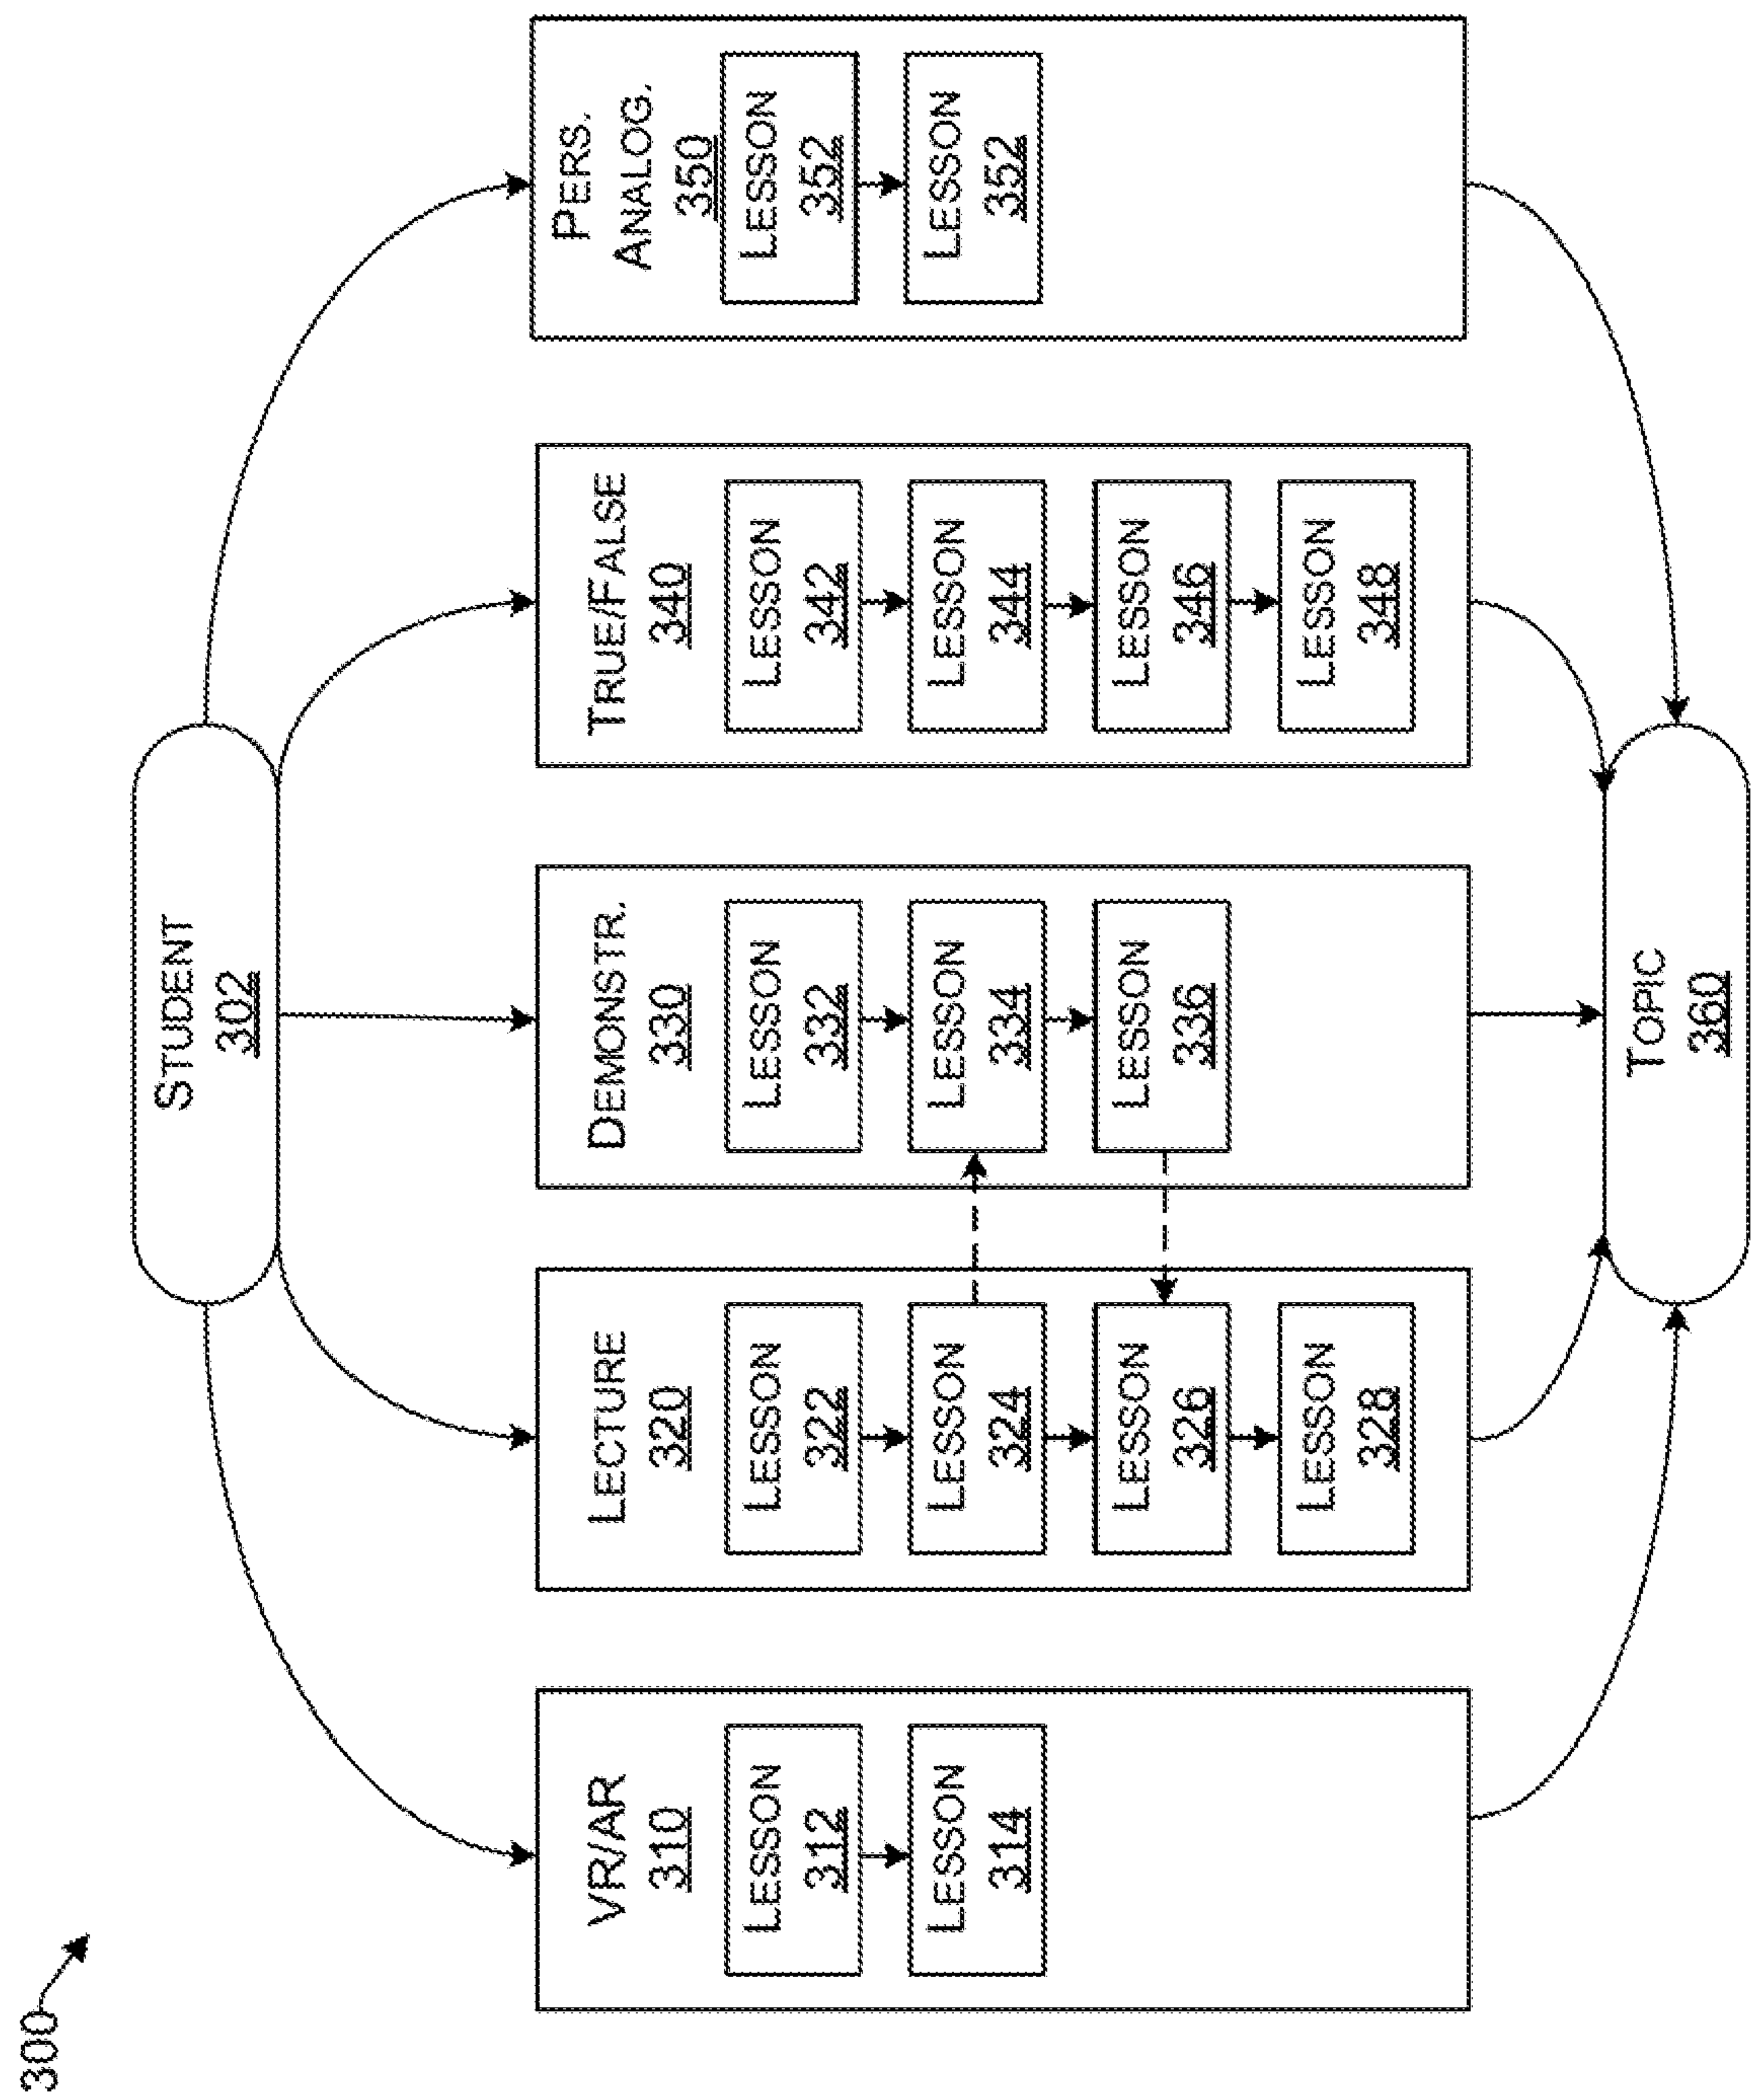 300
STUDENT
302
VR/AR
310
LESSON
312
LESSON
314
LECTURE
320
LESSON
322
LESSON
324
LESSON
326
LESSON
328
DEMONSTR.
330
LESSON
332
LESSON
334
LESSON
336
TRUE/FALSE
340
LESSON
342
LESSON
344
LESSON
346
LESSON
348
PERS.
ANALOG.
350
LESSON
352
LESSON
352
TOPIC
360